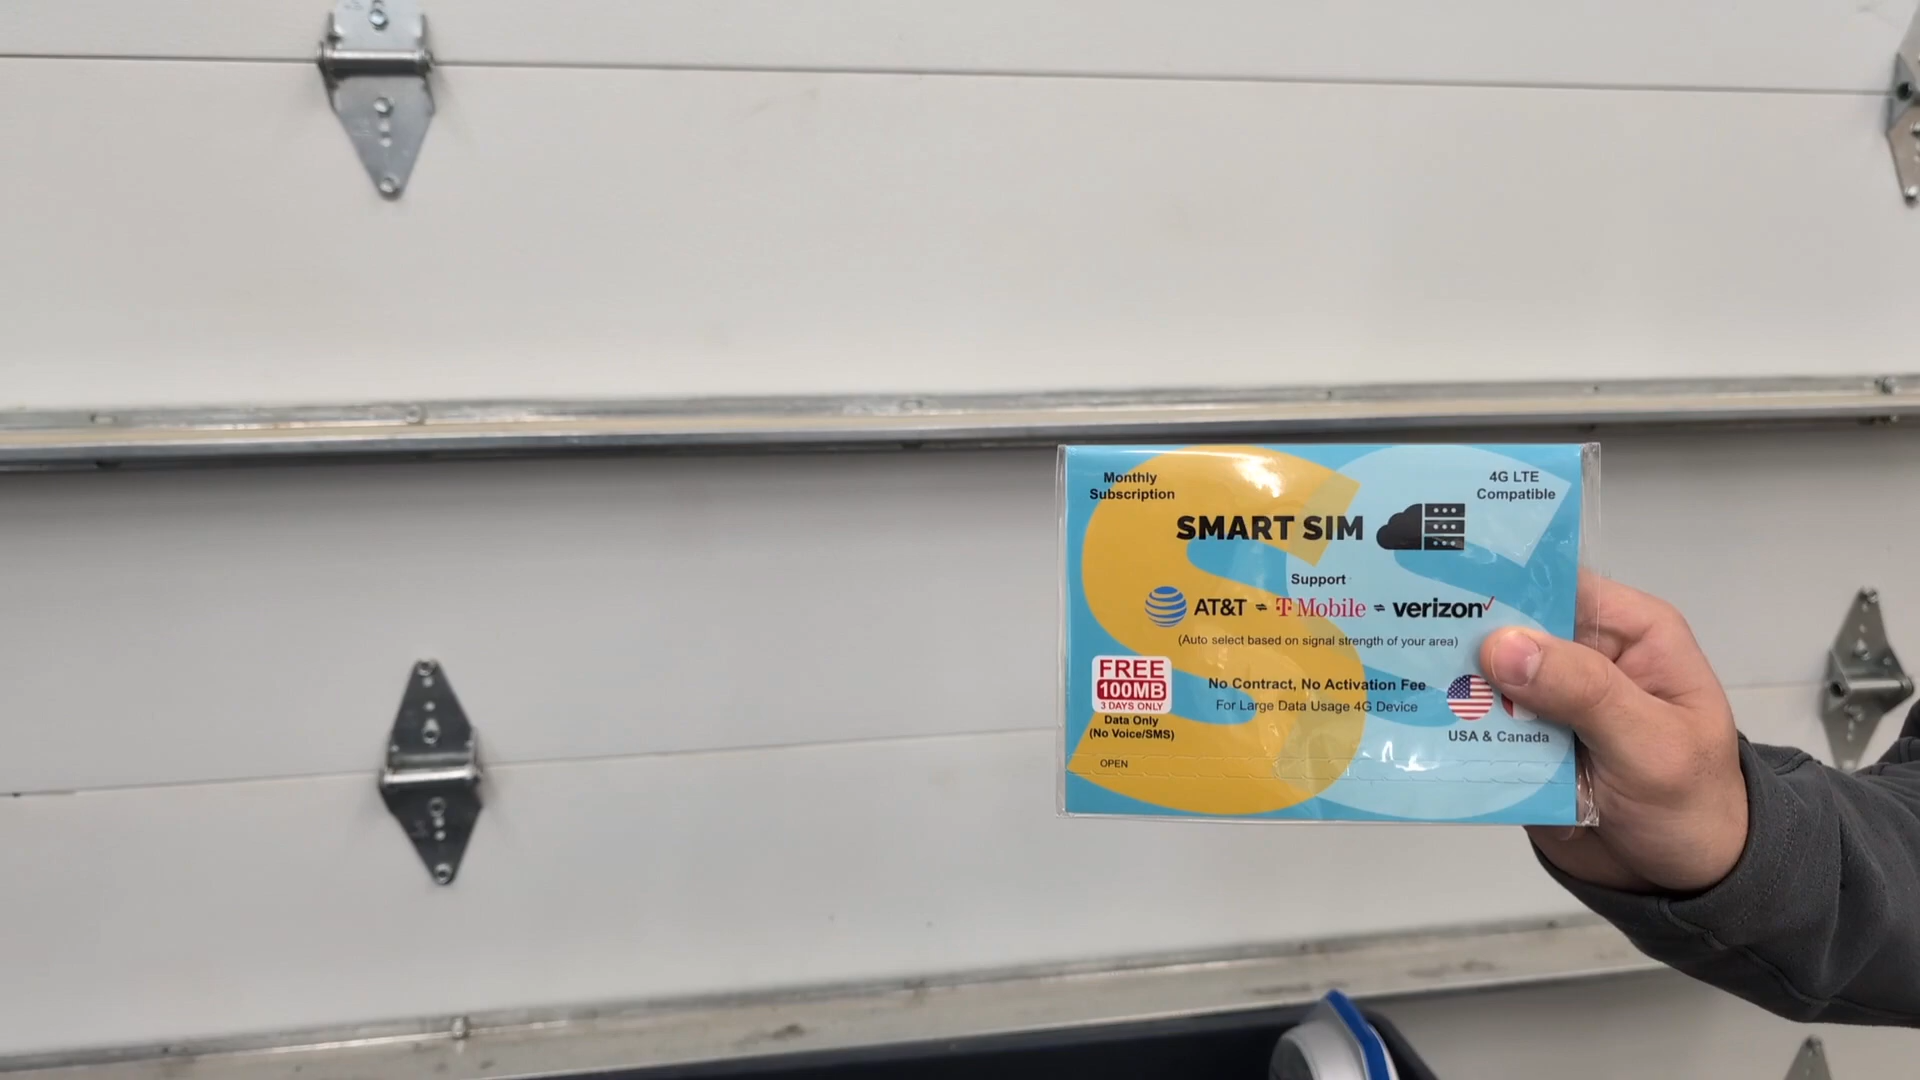 Monthly
Subscription
4G LTE
Compatible
SMART SIM
Support
AT&T = T Mobile = verizon✓
(Auto select based on signal strength of your area)
FREE
100MB
3 DAYS ONLY
Data Only
(No Voice/SMS)
No Contract, No Activation Fee
For Large Data Usage 4G Device
USA & Canada
OPEN